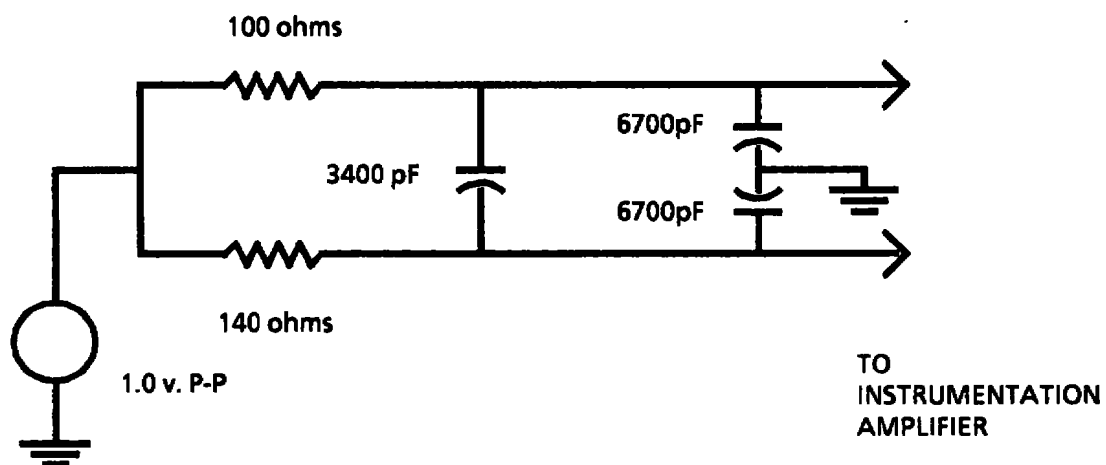 100 ohms
6700pF
3400 pF
6700pF
140 ohms
1.0 v. P-P
TO
INSTRUMENTATION
AMPLIFIER